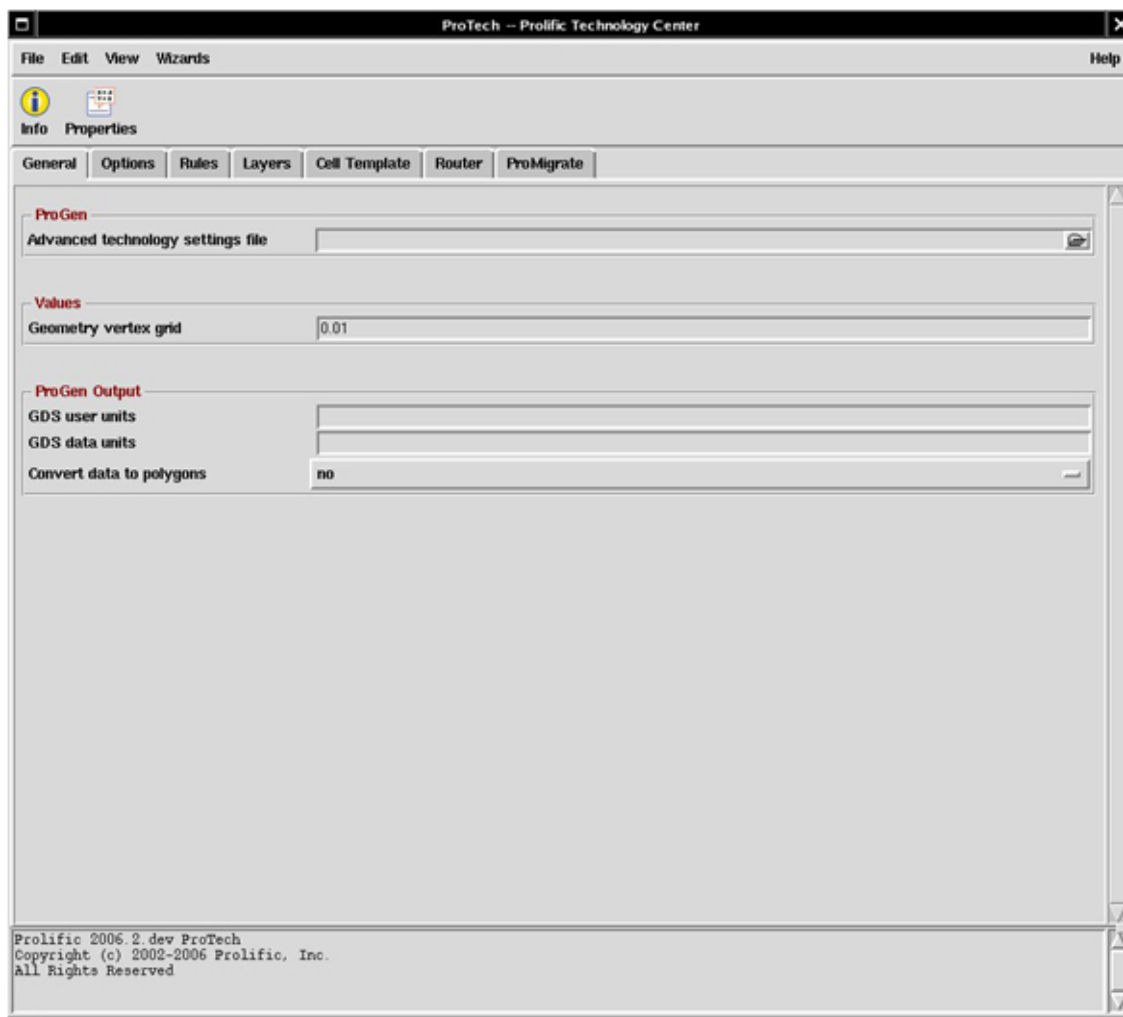 ProTech -- Prolific Technology Center
File Edit View Wizards Help
Info Properties
General Options Rules Layers Cell Template Router ProMigrate
ProGen
Advanced technology settings file
Values
Geometry vertex grid 0.01
ProGen Output
GDS user units
GDS data units
Convert data to polygons no
Prolific 2006.2.dev ProTech
Copyright (c) 2002-2006 Prolific, Inc.
All Rights Reserved